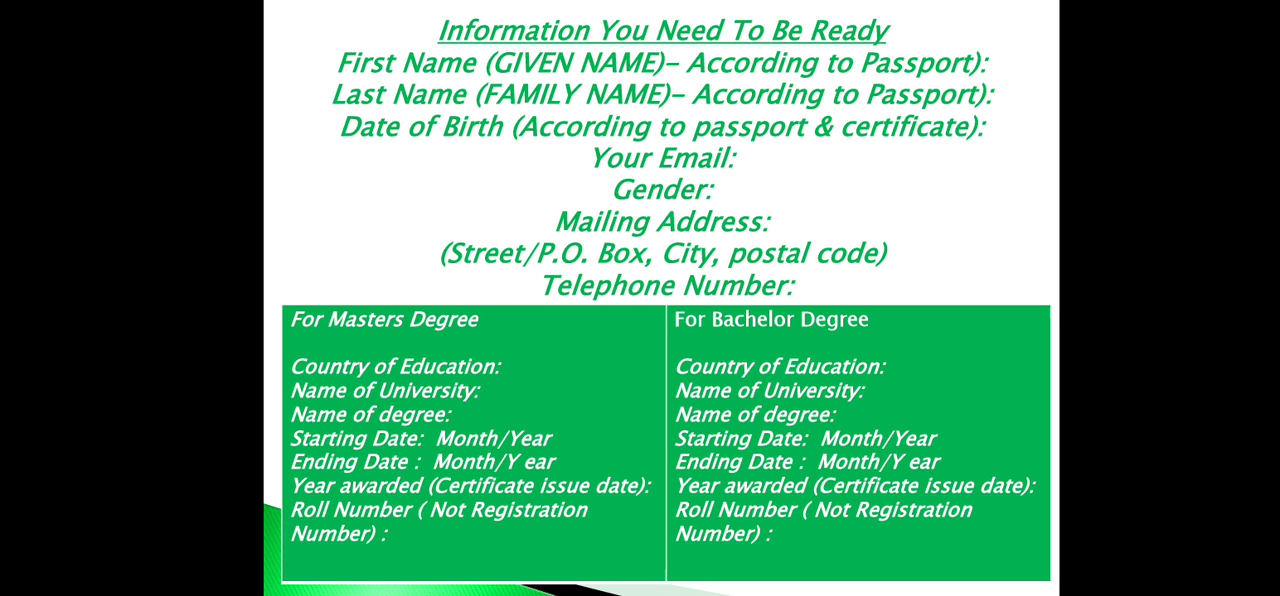 Information You Need To Be Ready
First Name (GIVEN NAME)- According to Passport):
Last Name (FAMILY NAME)- According to Passport):
Date of Birth (According to passport & certificate):
Your Email:
Gender:
Mailing Address:
(Street/P.O. Box, City, postal code)
Telephone Number:
For Masters Degree
Country of Education:
Name of University:
Name of degree:
Starting Date:  Month/Year
Ending Date :  Month/Y ear
Year awarded (Certificate issue date):
Roll Number ( Not Registration
Number) :
For Bachelor Degree
Country of Education:
Name of University:
Name of degree:
Starting Date:  Month/Year
Ending Date :  Month/Y ear
Year awarded (Certificate issue date):
Roll Number ( Not Registration
Number) :